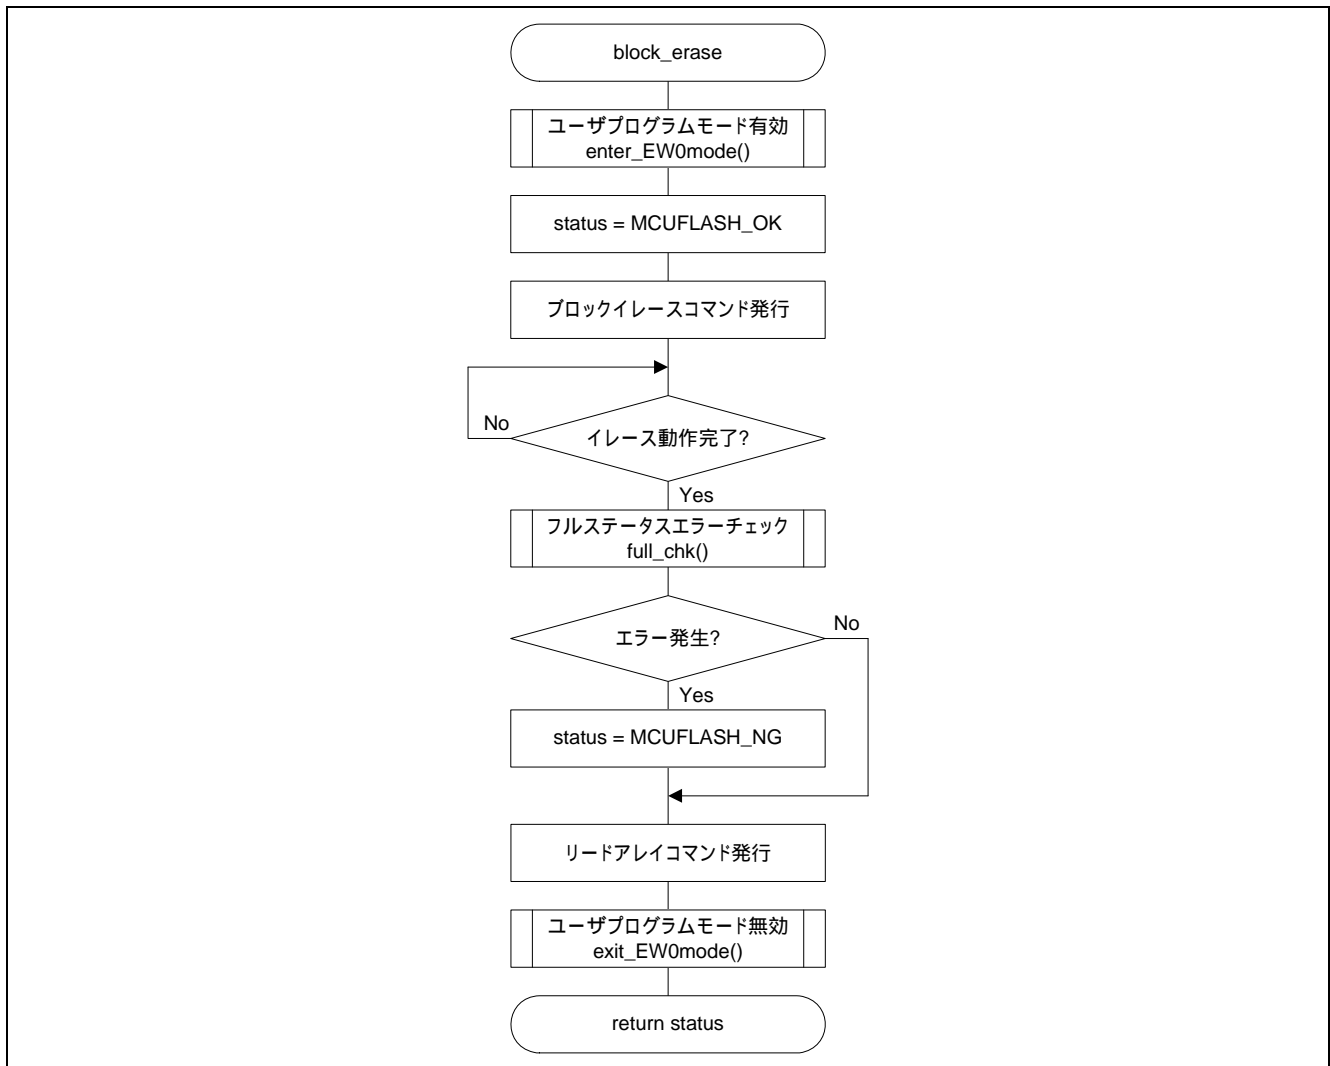 block_erase
ユーザプログラムモード有効
enter_EW0mode()
status = MCUFLASH_OK
ブロックイレースコマンド発行
No
イレース動作完了?
Yes
フルステータスエラーチェック
full_chk()
No
エラー発生?
Yes
status = MCUFLASH_NG
リードアレイコマンド発行
ユーザプログラムモード無効
exit_EW0mode()
return status